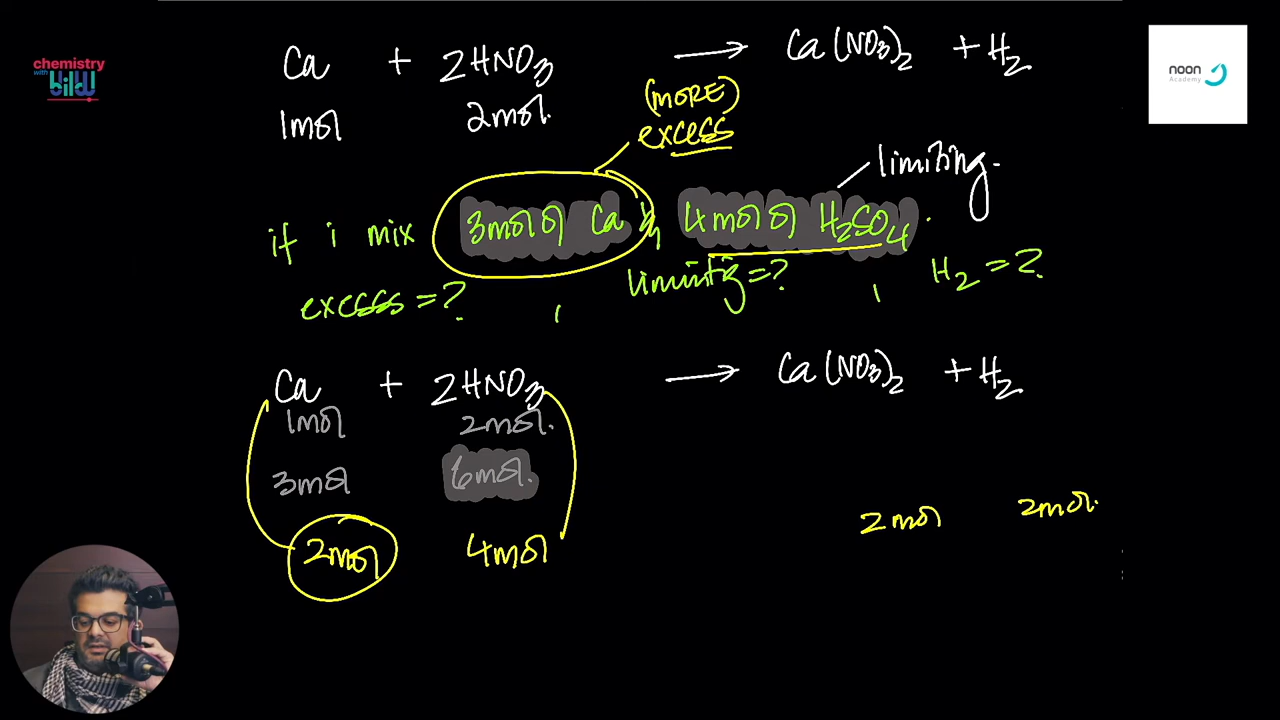 chemistry
with
bildu
noon
Academy
Ca + 2HNO3 → Ca(NO3)2 + H2
1mol 2mol.
(MORE)
excess
limiting.
if i mix 3mol of Ca n 4mol of H2SO4.
excess = ? , limiting = ? , H2 = ?
Ca + 2HNO3 → Ca(NO3)2 + H2
1mol 2mol.
3mol 6mol.
2mol 4mol 2mol 2mol.